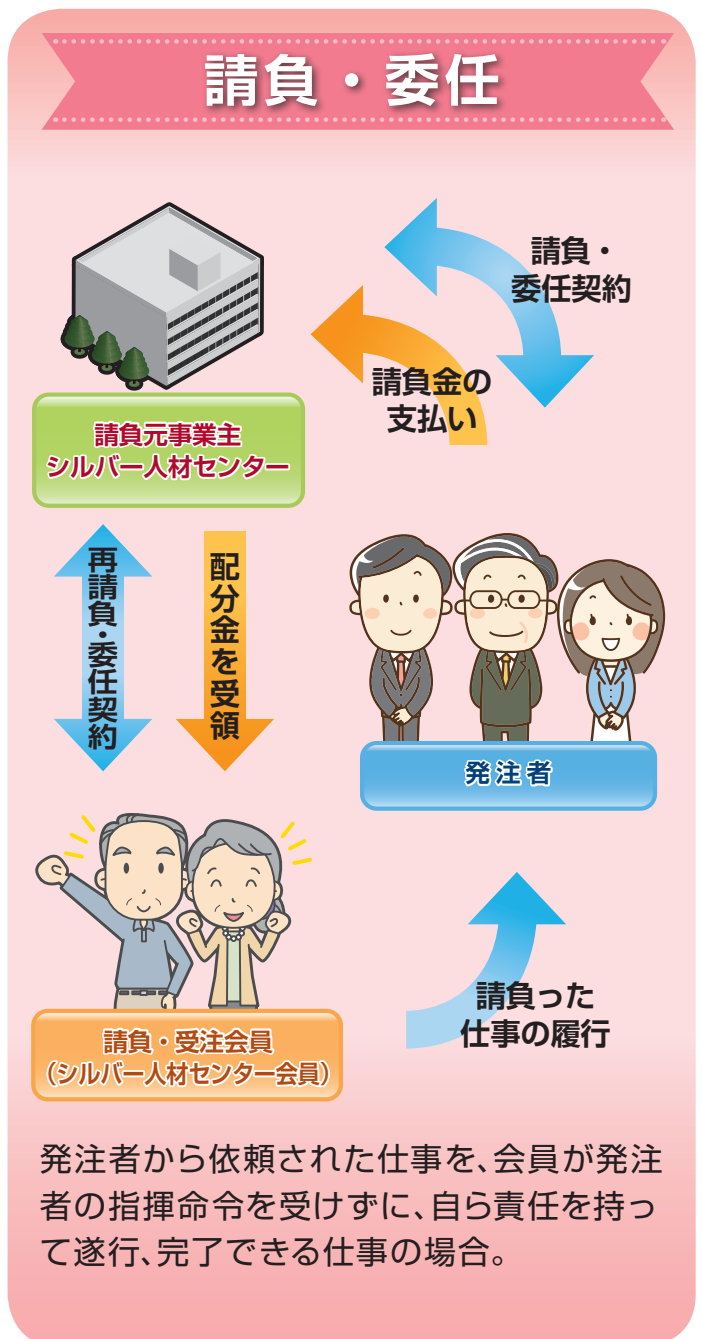 請負・委任
請負・
委任契約
請負金の
支払い
請負元事業主
シルバー人材センター
再請負・委任契約
配分金を受領
発注者
請負・受注会員
（シルバー人材センター会員）
請負った
仕事の履行
発注者から依頼された仕事を、会員が発注
者の指揮命令を受けずに、自ら責任を持っ
て遂行、完了できる仕事の場合。